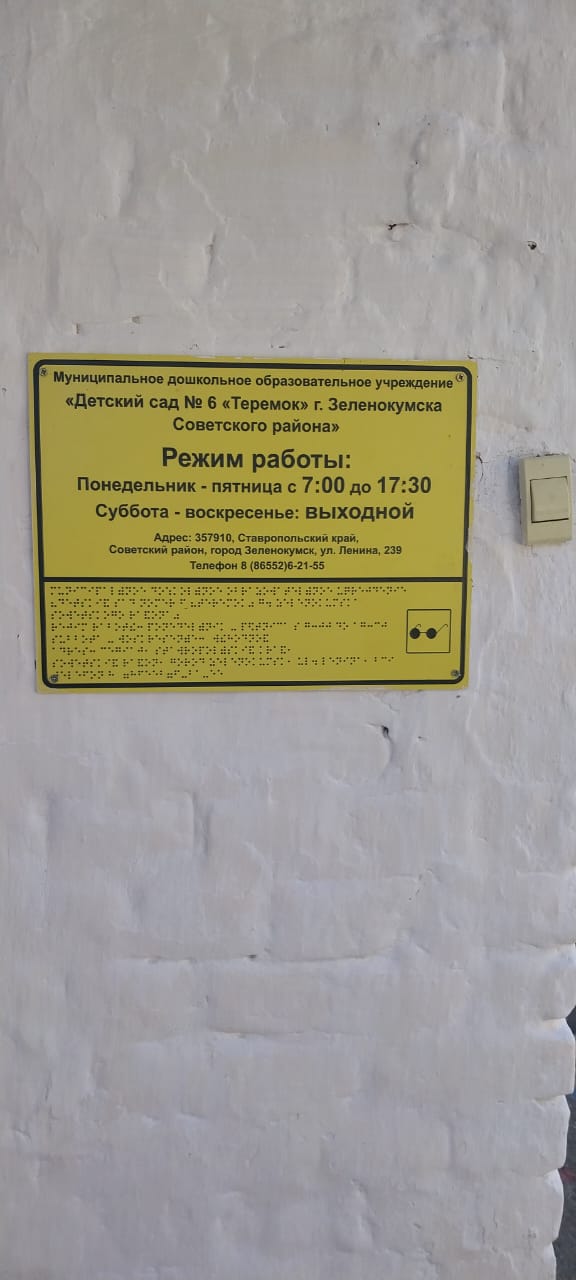 Муниципальное дошкольное образовательное учреждение
«Детский сад № 6 «Теремок» г. Зеленокумска
Советского района»
Режим работы:
Понедельник - пятница с 7:00 до 17:30
Суббота - воскресенье: выходной
Адрес: 357910, Ставропольский край,
Советский район, город Зеленокумск, ул. Ленина, 239
Телефон 8 (86552)6-21-55